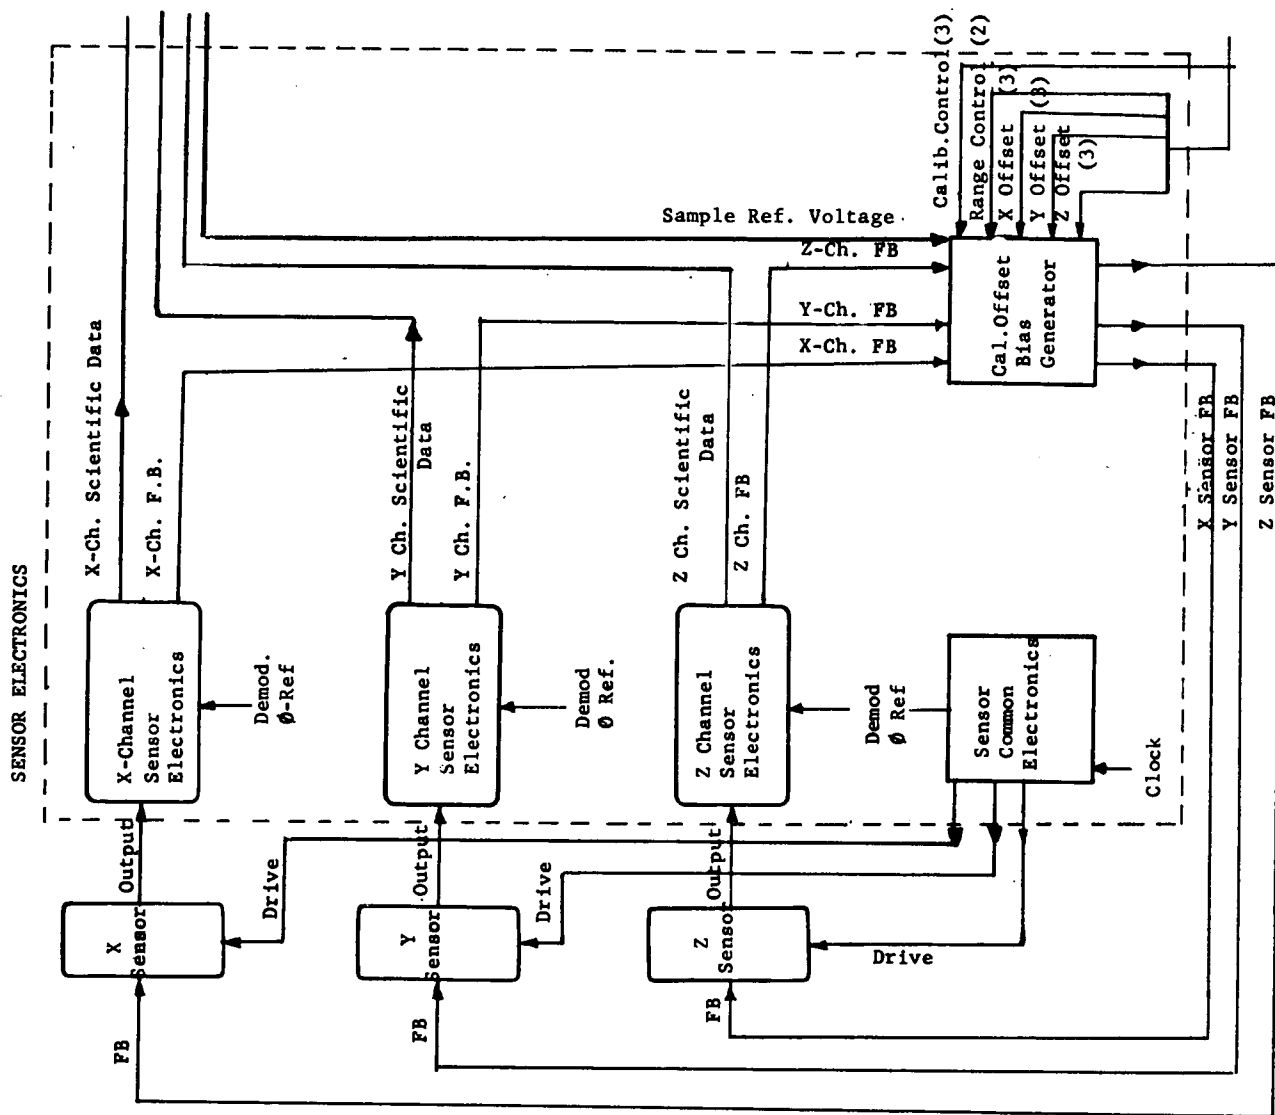 SENSOR ELECTRONICS
X-Ch. Scientific Data
X-Ch. F.B.
X-Channel
Sensor
Electronics
Demod.
Ø-Ref
Output
X
Sensor
Drive
FB
Y Ch. Scientific
Data
Y Ch. F.B.
Y Channel
Sensor
Electronics
Demod
Ø Ref.
Output
Y
Sensor
Drive
FB
Z Ch. Scientific
Data
Z Ch. FB
Z Channel
Sensor
Electronics
Demod
Ø Ref
Output
Z
Sensor
Drive
FB
Sensor
Common
Electronics
Clock
Sample Ref. Voltage
Z-Ch. FB
Y-Ch. FB
X-Ch. FB
Cal.Offset
Bias
Generator
Calib.Control(3)
Range Control (2)
X Offset (3)
Y Offset (3)
Z Offset
(3)
X Sensor FB
Y Sensor FB
Z Sensor FB